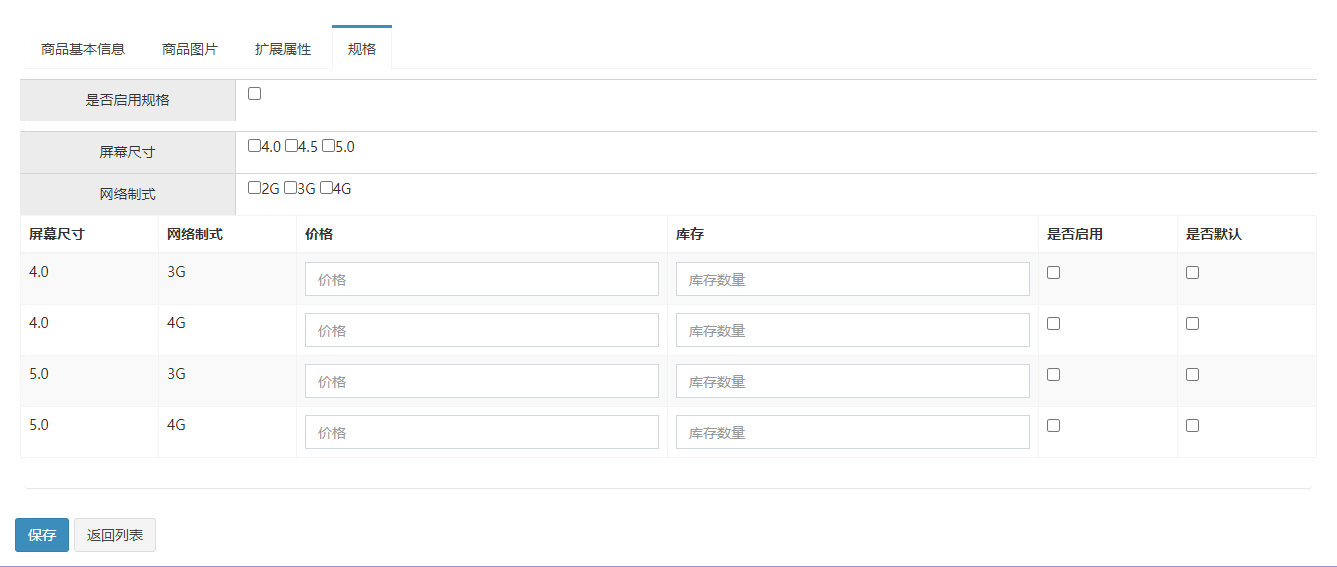 商品基本信息 商品图片 扩展属性 规格
是否启用规格
屏幕尺寸 4.0 4.5 5.0
网络制式 2G 3G 4G
屏幕尺寸 网络制式 价格 库存 是否启用 是否默认
4.0 3G 价格 库存数量
4.0 4G 价格 库存数量
5.0 3G 价格 库存数量
5.0 4G 价格 库存数量
保存 返回列表